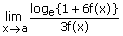 lim x→a log_e{1 + 6f(x)} / 3f(x)